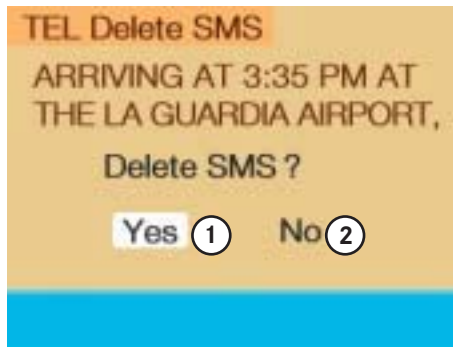 TEL Delete SMS
ARRIVING AT 3:35 PM AT
THE LA GUARDIA AIRPORT,
Delete SMS ?
Yes 1 No 2